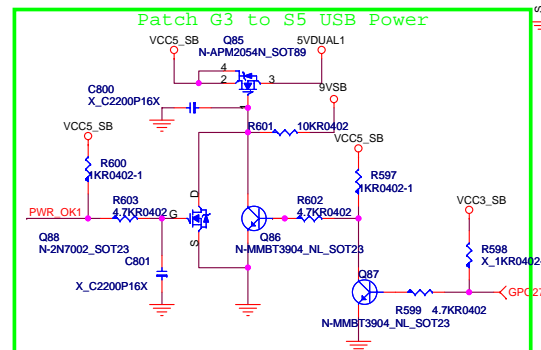 Patch G3 to S5 USB Power
VCC5_SB
Q85
N-APM2054N_SOT89
5VDUAL1
4
2
3
1
C800
X_C2200P16X
9VSB
R601
10KR0402
VCC5_SB
R600
1KR0402-1
VCC5_SB
R597
1KR0402-1
PWR_OK1
R603
4.7KR0402
G
D
S
Q88
N-2N7002_SOT23
Q86
N-MMBT3904_NL_SOT23
R602
4.7KR0402
VCC3_SB
R598
X_1KR0402
C801
X_C2200P16X
Q87
N-MMBT3904_NL_SOT23
R599
4.7KR0402
GPO27